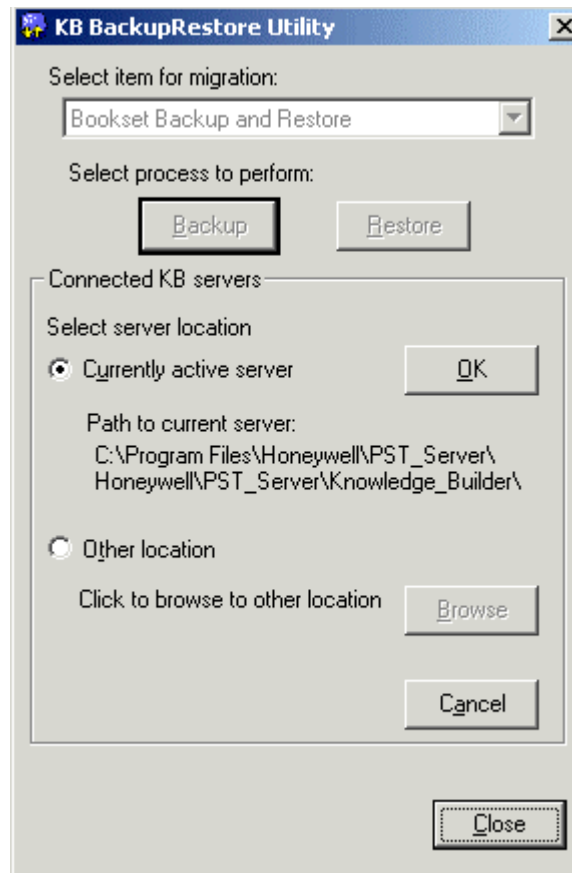 KB BackupRestore Utility
Select item for migration:
Bookset Backup and Restore
Select process to perform:
Backup
Restore
Connected KB servers
Select server location
Currently active server
OK
Path to current server:
C:\Program Files\Honeywell\PST_Server\
Honeywell\PST_Server\Knowledge_Builder\
Other location
Click to browse to other location
Browse
Cancel
Close